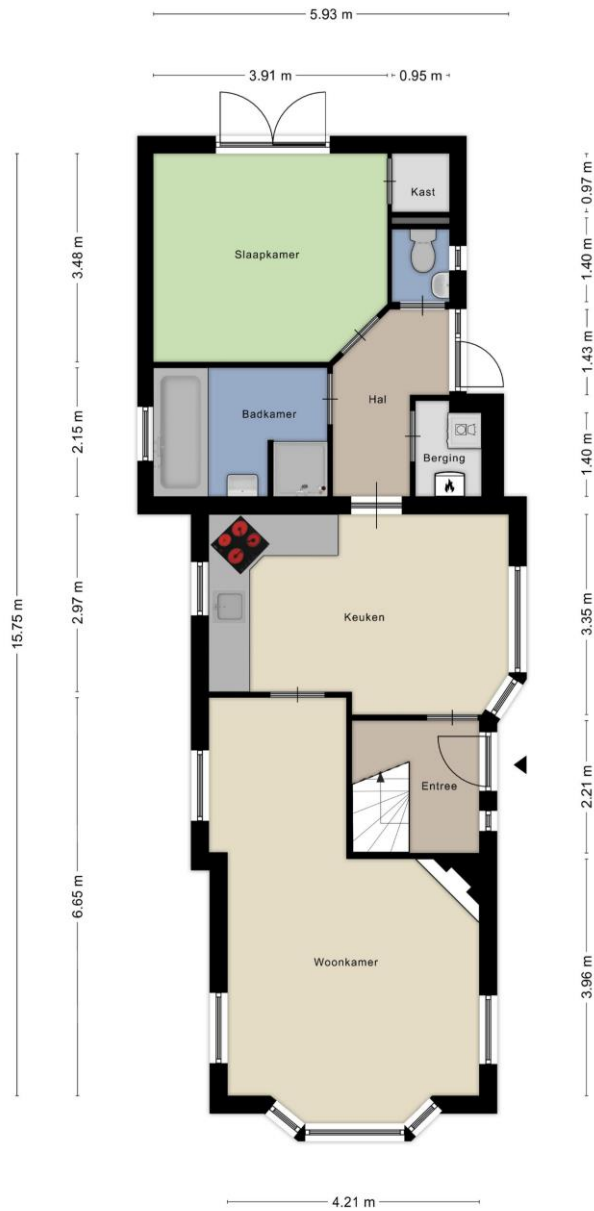 5.93 m
3.91 m
0.95 m
Kast
0.97 m
Slaapkamer
3.48 m
1.40 m
1.43 m
Hal
Badkamer
2.15 m
Berging
1.40 m
Keuken
2.97 m
3.35 m
15.75 m
Entree
2.21 m
6.65 m
Woonkamer
3.96 m
4.21 m